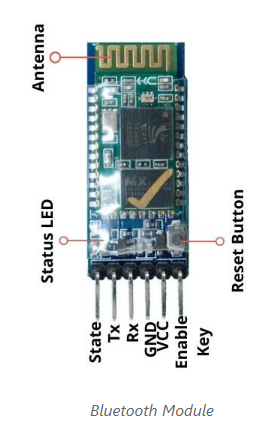 Antenna
Status LED
Reset Button
State
Tx
Rx
GND
VCC
Enable
Key
Bluetooth Module